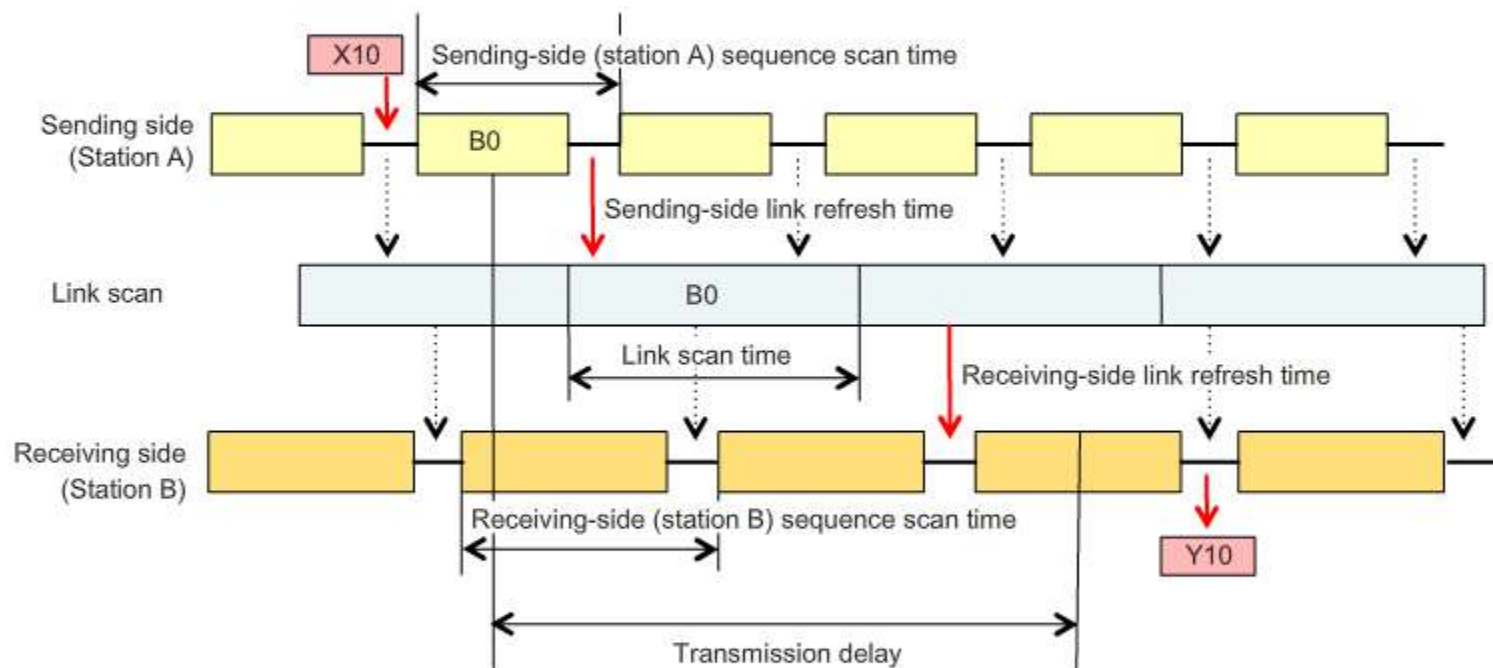 X10
Sending-side (station A) sequence scan time
Sending side
(Station A)
B0
Sending-side link refresh time
Link scan
B0
Link scan time
Receiving-side link refresh time
Receiving side
(Station B)
Receiving-side (station B) sequence scan time
Y10
Transmission delay